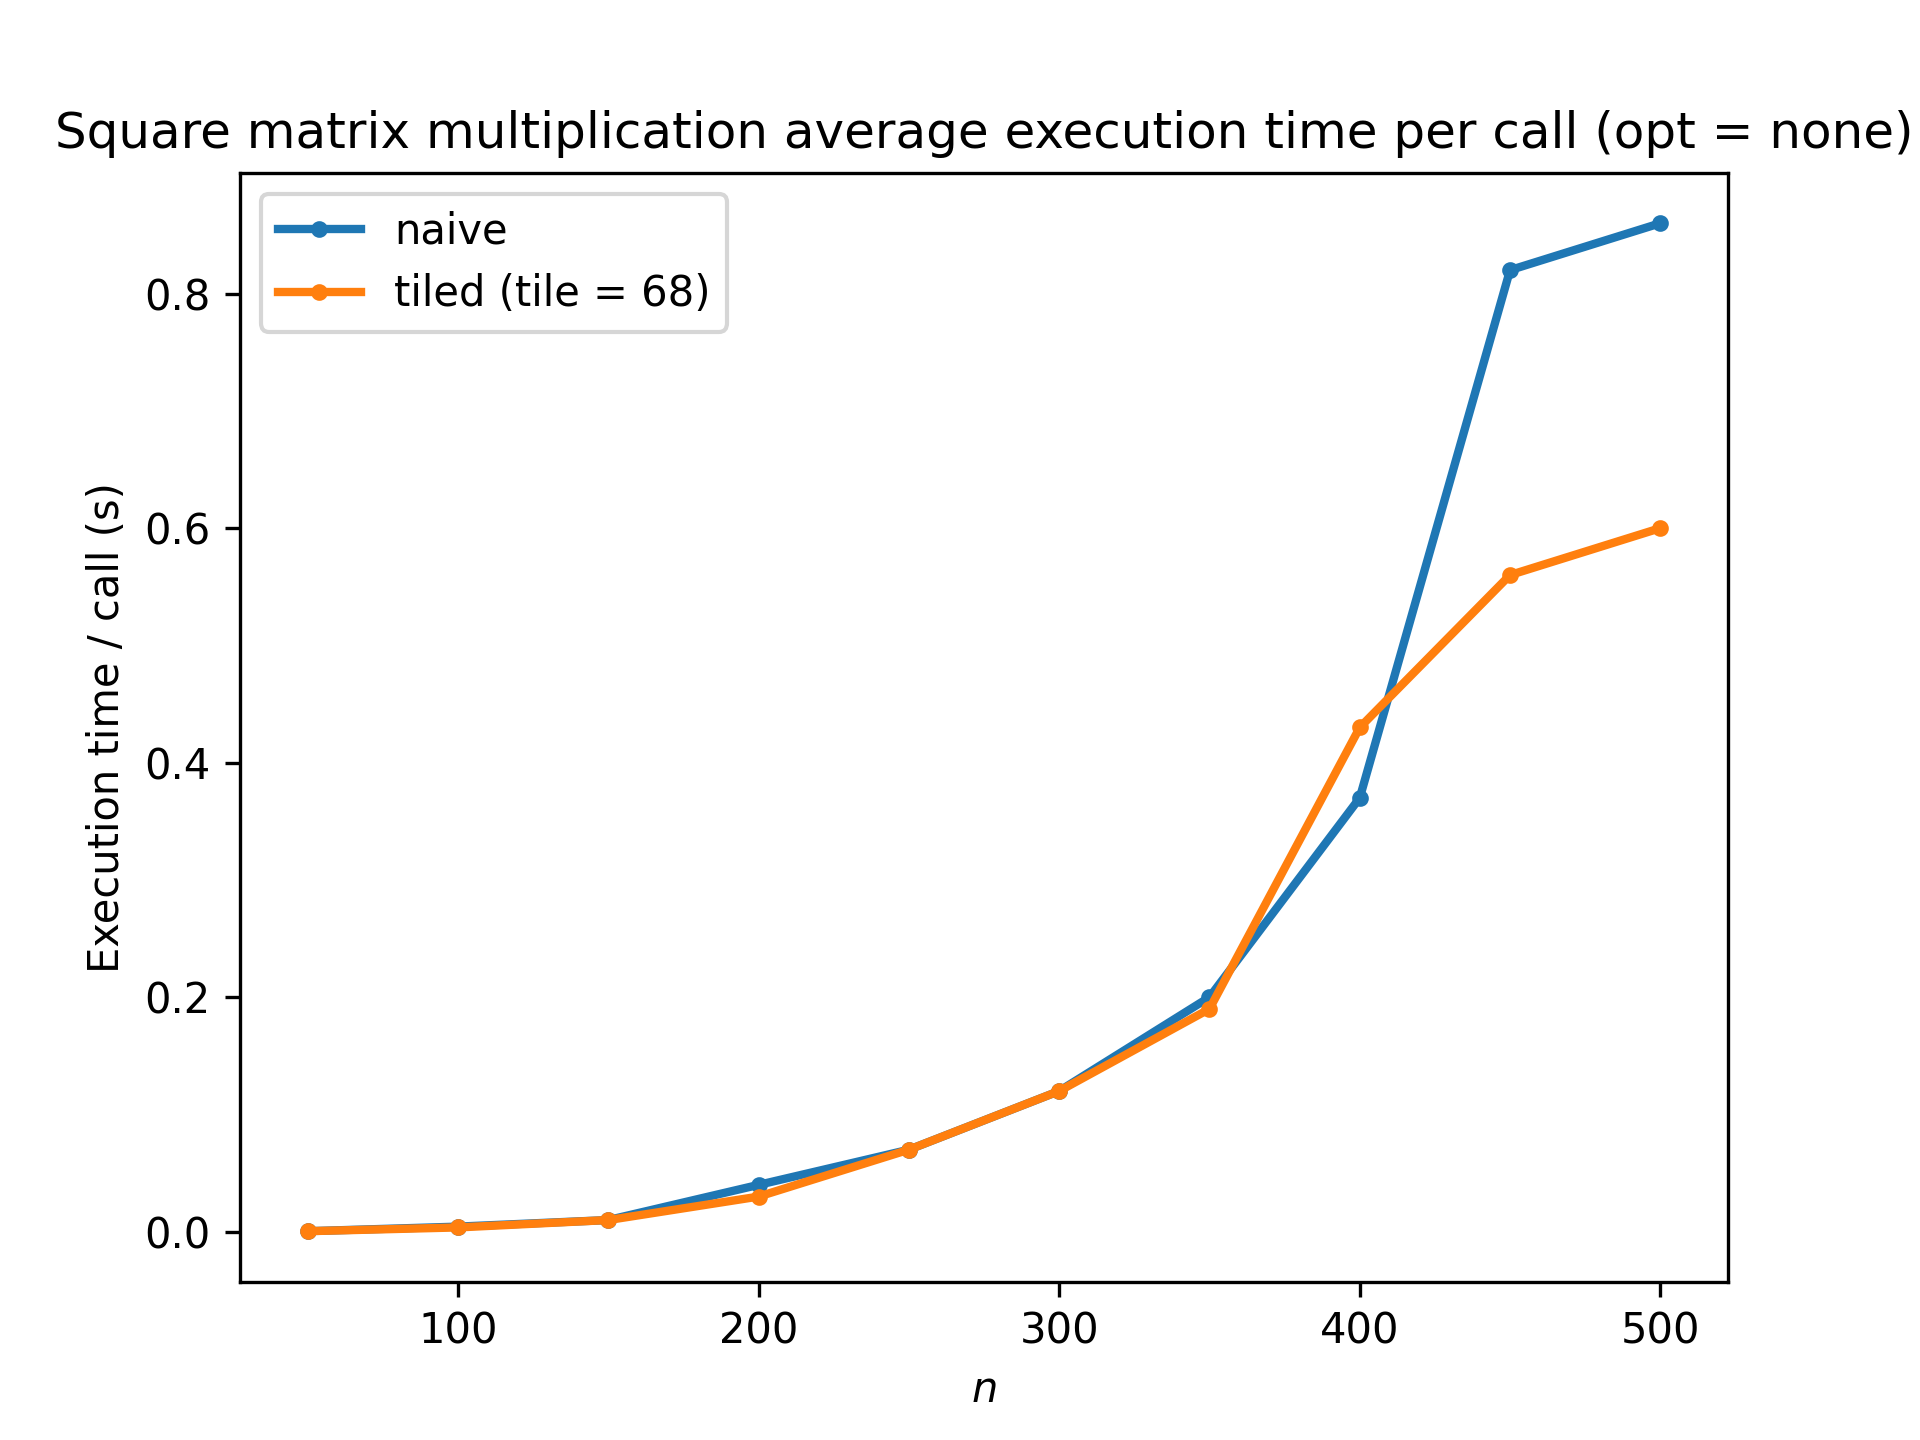 Square matrix multiplication average execution time per call (opt = none)
naive
tiled (tile = 68)
Execution time / call (s)
0.8
0.6
0.4
0.2
0.0
100 200 300 400 500
n